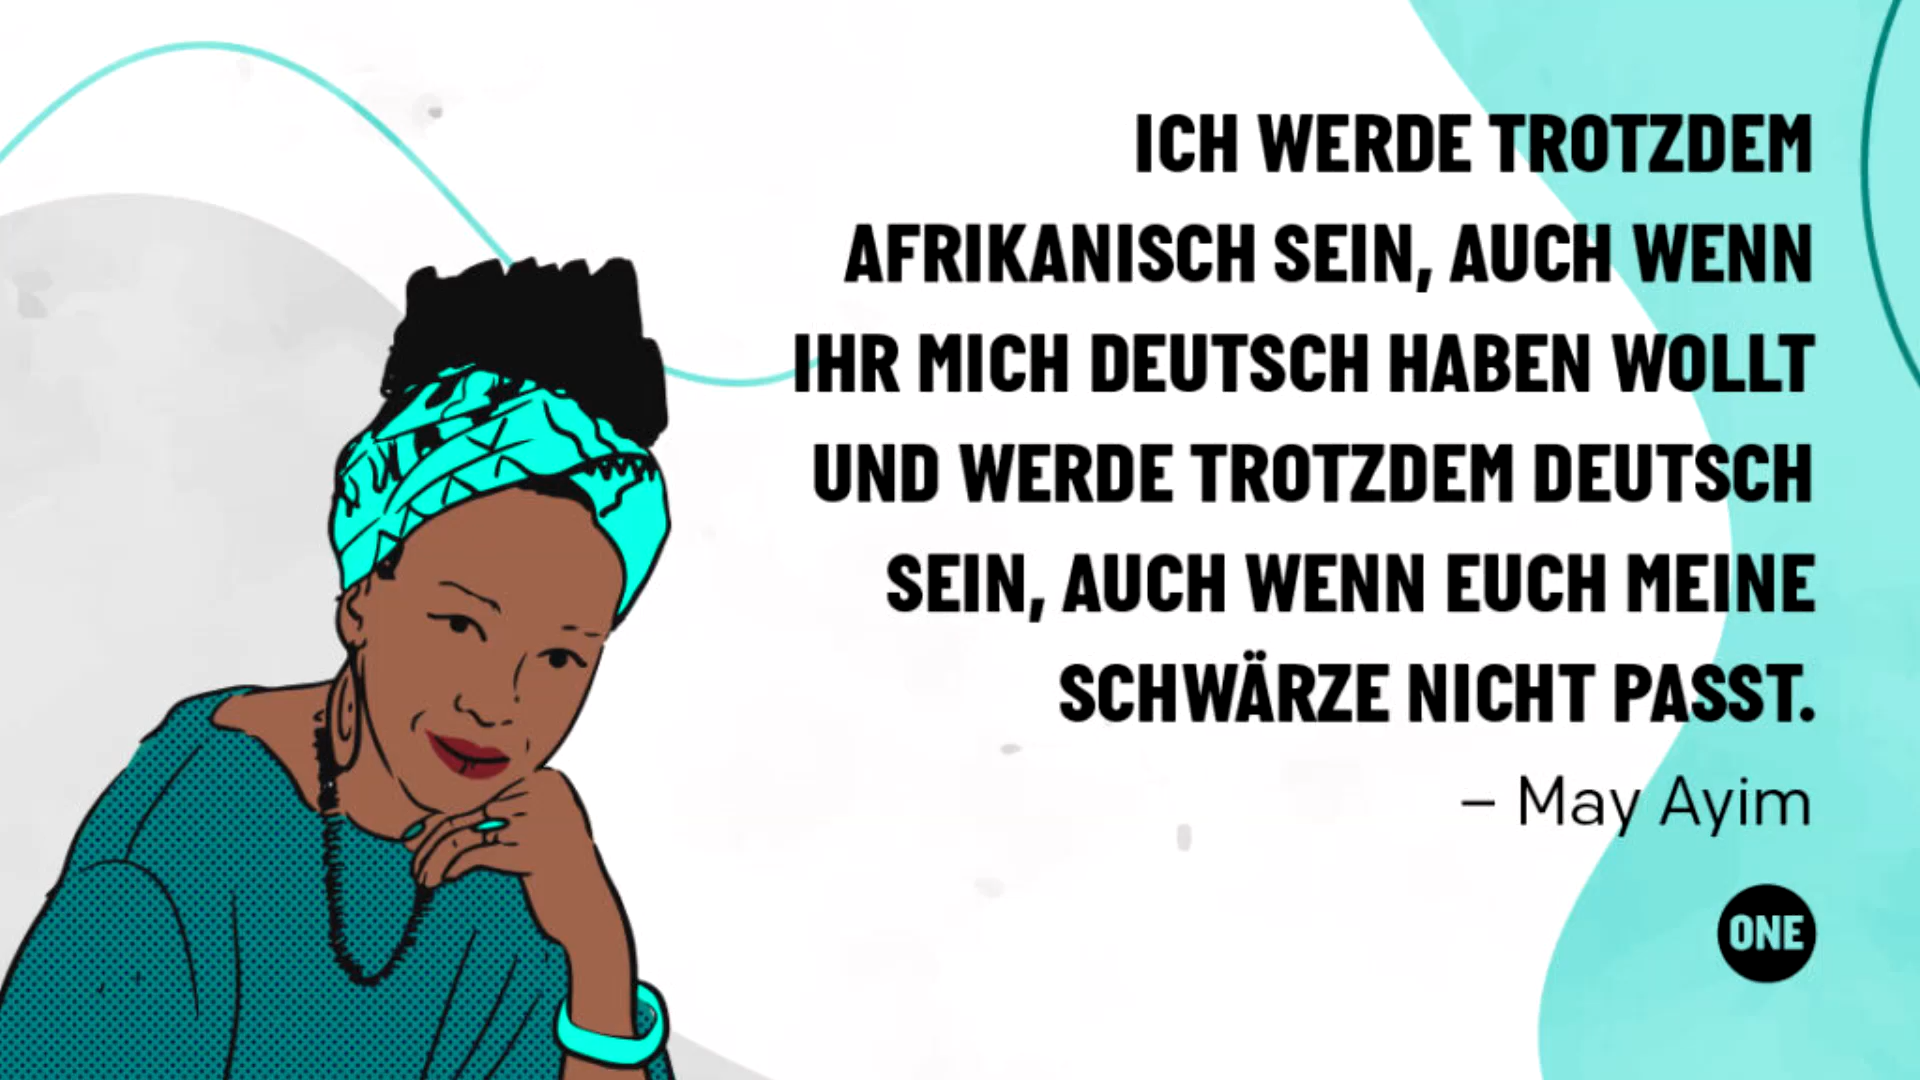 ICH WERDE TROTZDEM
AFRIKANISCH SEIN, AUCH WENN
IHR MICH DEUTSCH HABEN WOLLT
UND WERDE TROTZDEM DEUTSCH
SEIN, AUCH WENN EUCH MEINE
SCHWÄRZE NICHT PASST.
– May Ayim
ONE